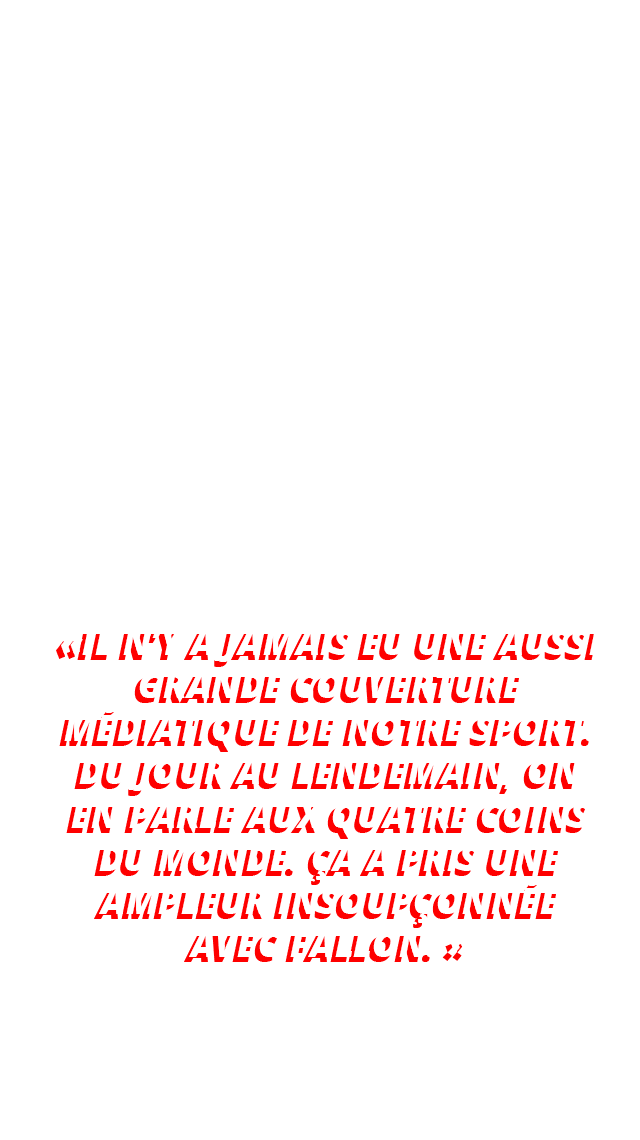 «IL N'Y A JAMAIS EU UNE AUSSI
GRANDE COUVERTURE
MÉDIATIQUE DE NOTRE SPORT.
DU JOUR AU LENDEMAIN, ON
EN PARLE AUX QUATRE COINS
DU MONDE. ÇA A PRIS UNE
AMPLEUR INSOUPÇONNÉE
AVEC FALLON. »